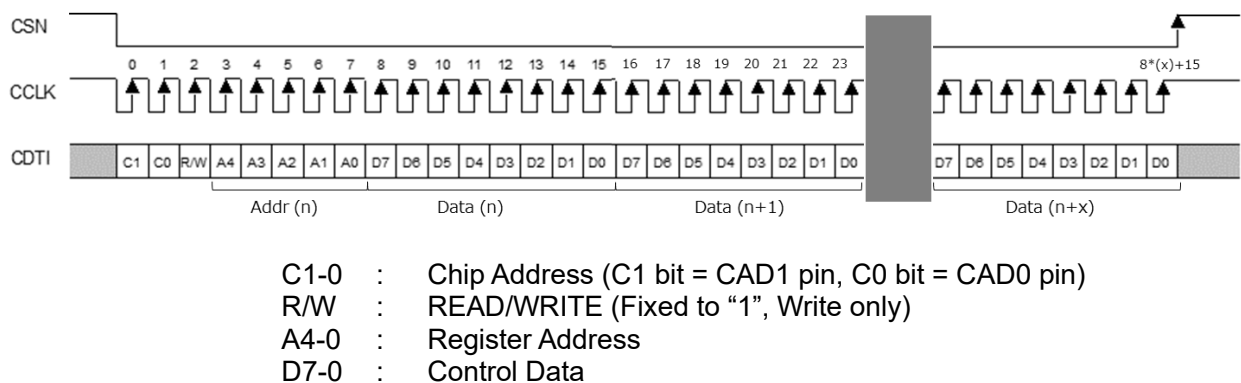 CSN
0 1 2 3 4 5 6 7 8 9 10 11 12 13 14 15 16 17 18 19 20 21 22 23 8*(x)+15
CCLK
CDTI C1 C0 R/W A4 A3 A2 A1 A0 D7 D6 D5 D4 D3 D2 D1 D0 D7 D6 D5 D4 D3 D2 D1 D0 D7 D6 D5 D4 D3 D2 D1 D0
Addr (n) Data (n) Data (n+1) Data (n+x)
C1-0 : Chip Address (C1 bit = CAD1 pin, C0 bit = CAD0 pin)
R/W : READ/WRITE (Fixed to “1”, Write only)
A4-0 : Register Address
D7-0 : Control Data